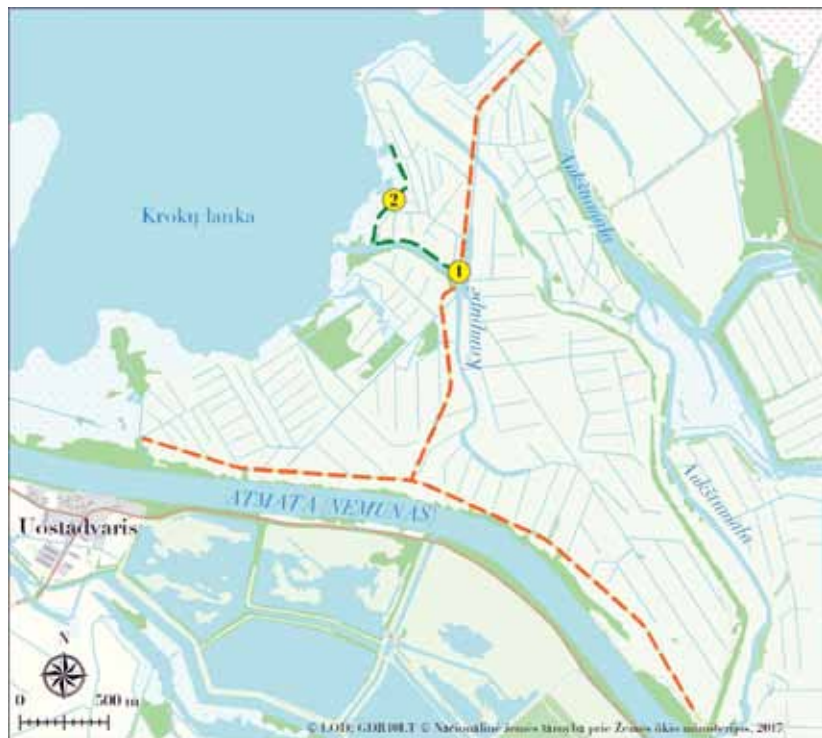 Krokų lanka
2
1
Aukštumala
Aukštumala
ATMATA NEMUNAS
Uostadvaris
N
0 500 m
© LOD; GDR10LT © Nacionalinė žemės tarnyba prie Žemės ūkio ministerijos, 2017